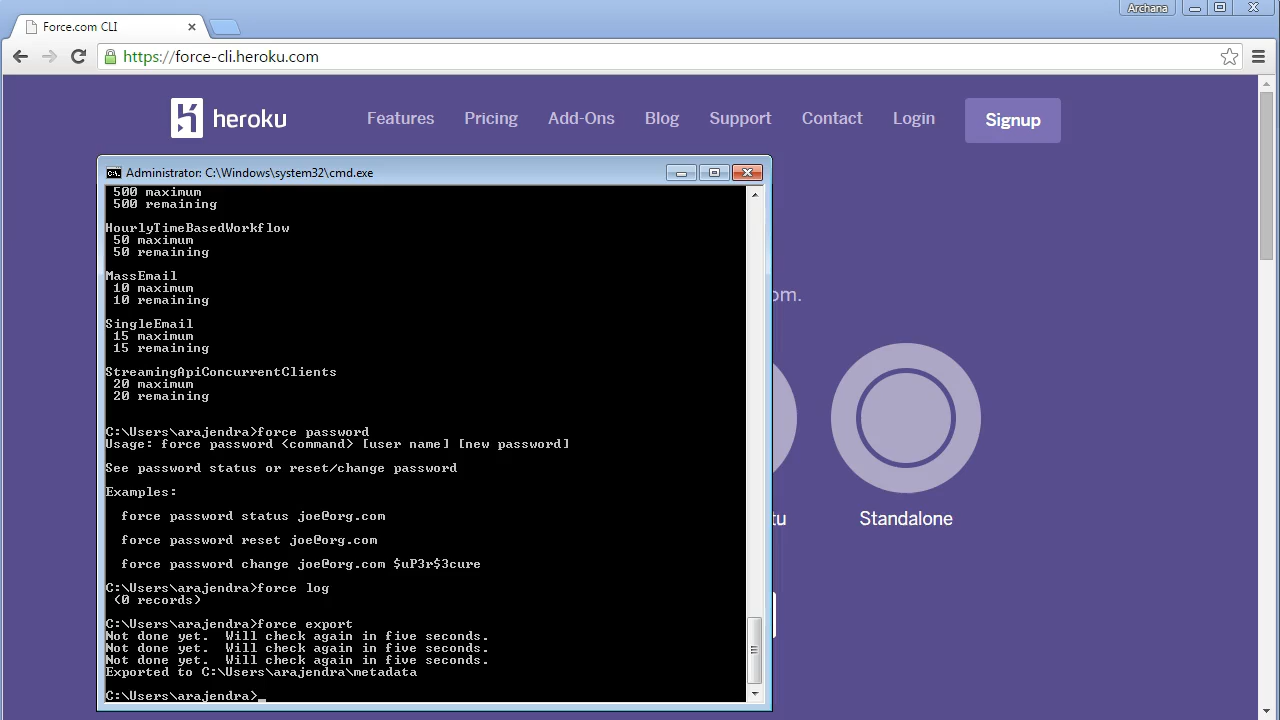 Archana
Force.com CLI
https://force-cli.heroku.com
heroku Features Pricing Add-Ons Blog Support Contact Login Signup
Administrator: C:\Windows\system32\cmd.exe
500 maximum
500 remaining
HourlyTimeBasedWorkflow
50 maximum
50 remaining
MassEmail
10 maximum
10 remaining
SingleEmail
15 maximum
15 remaining
StreamingApiConcurrentClients
20 maximum
20 remaining
C:\Users\arajendra>force password
Usage: force password <command> [user name] [new password]
See password status or reset/change password
Examples:
force password status joe@org.com
force password reset joe@org.com
force password change joe@org.com $uP3r$3cure
C:\Users\arajendra>force log
(0 records)
C:\Users\arajendra>force export
Not done yet.  Will check again in five seconds.
Not done yet.  Will check again in five seconds.
Not done yet.  Will check again in five seconds.
Exported to C:\Users\arajendra\metadata
C:\Users\arajendra>_
om.
tu
Standalone